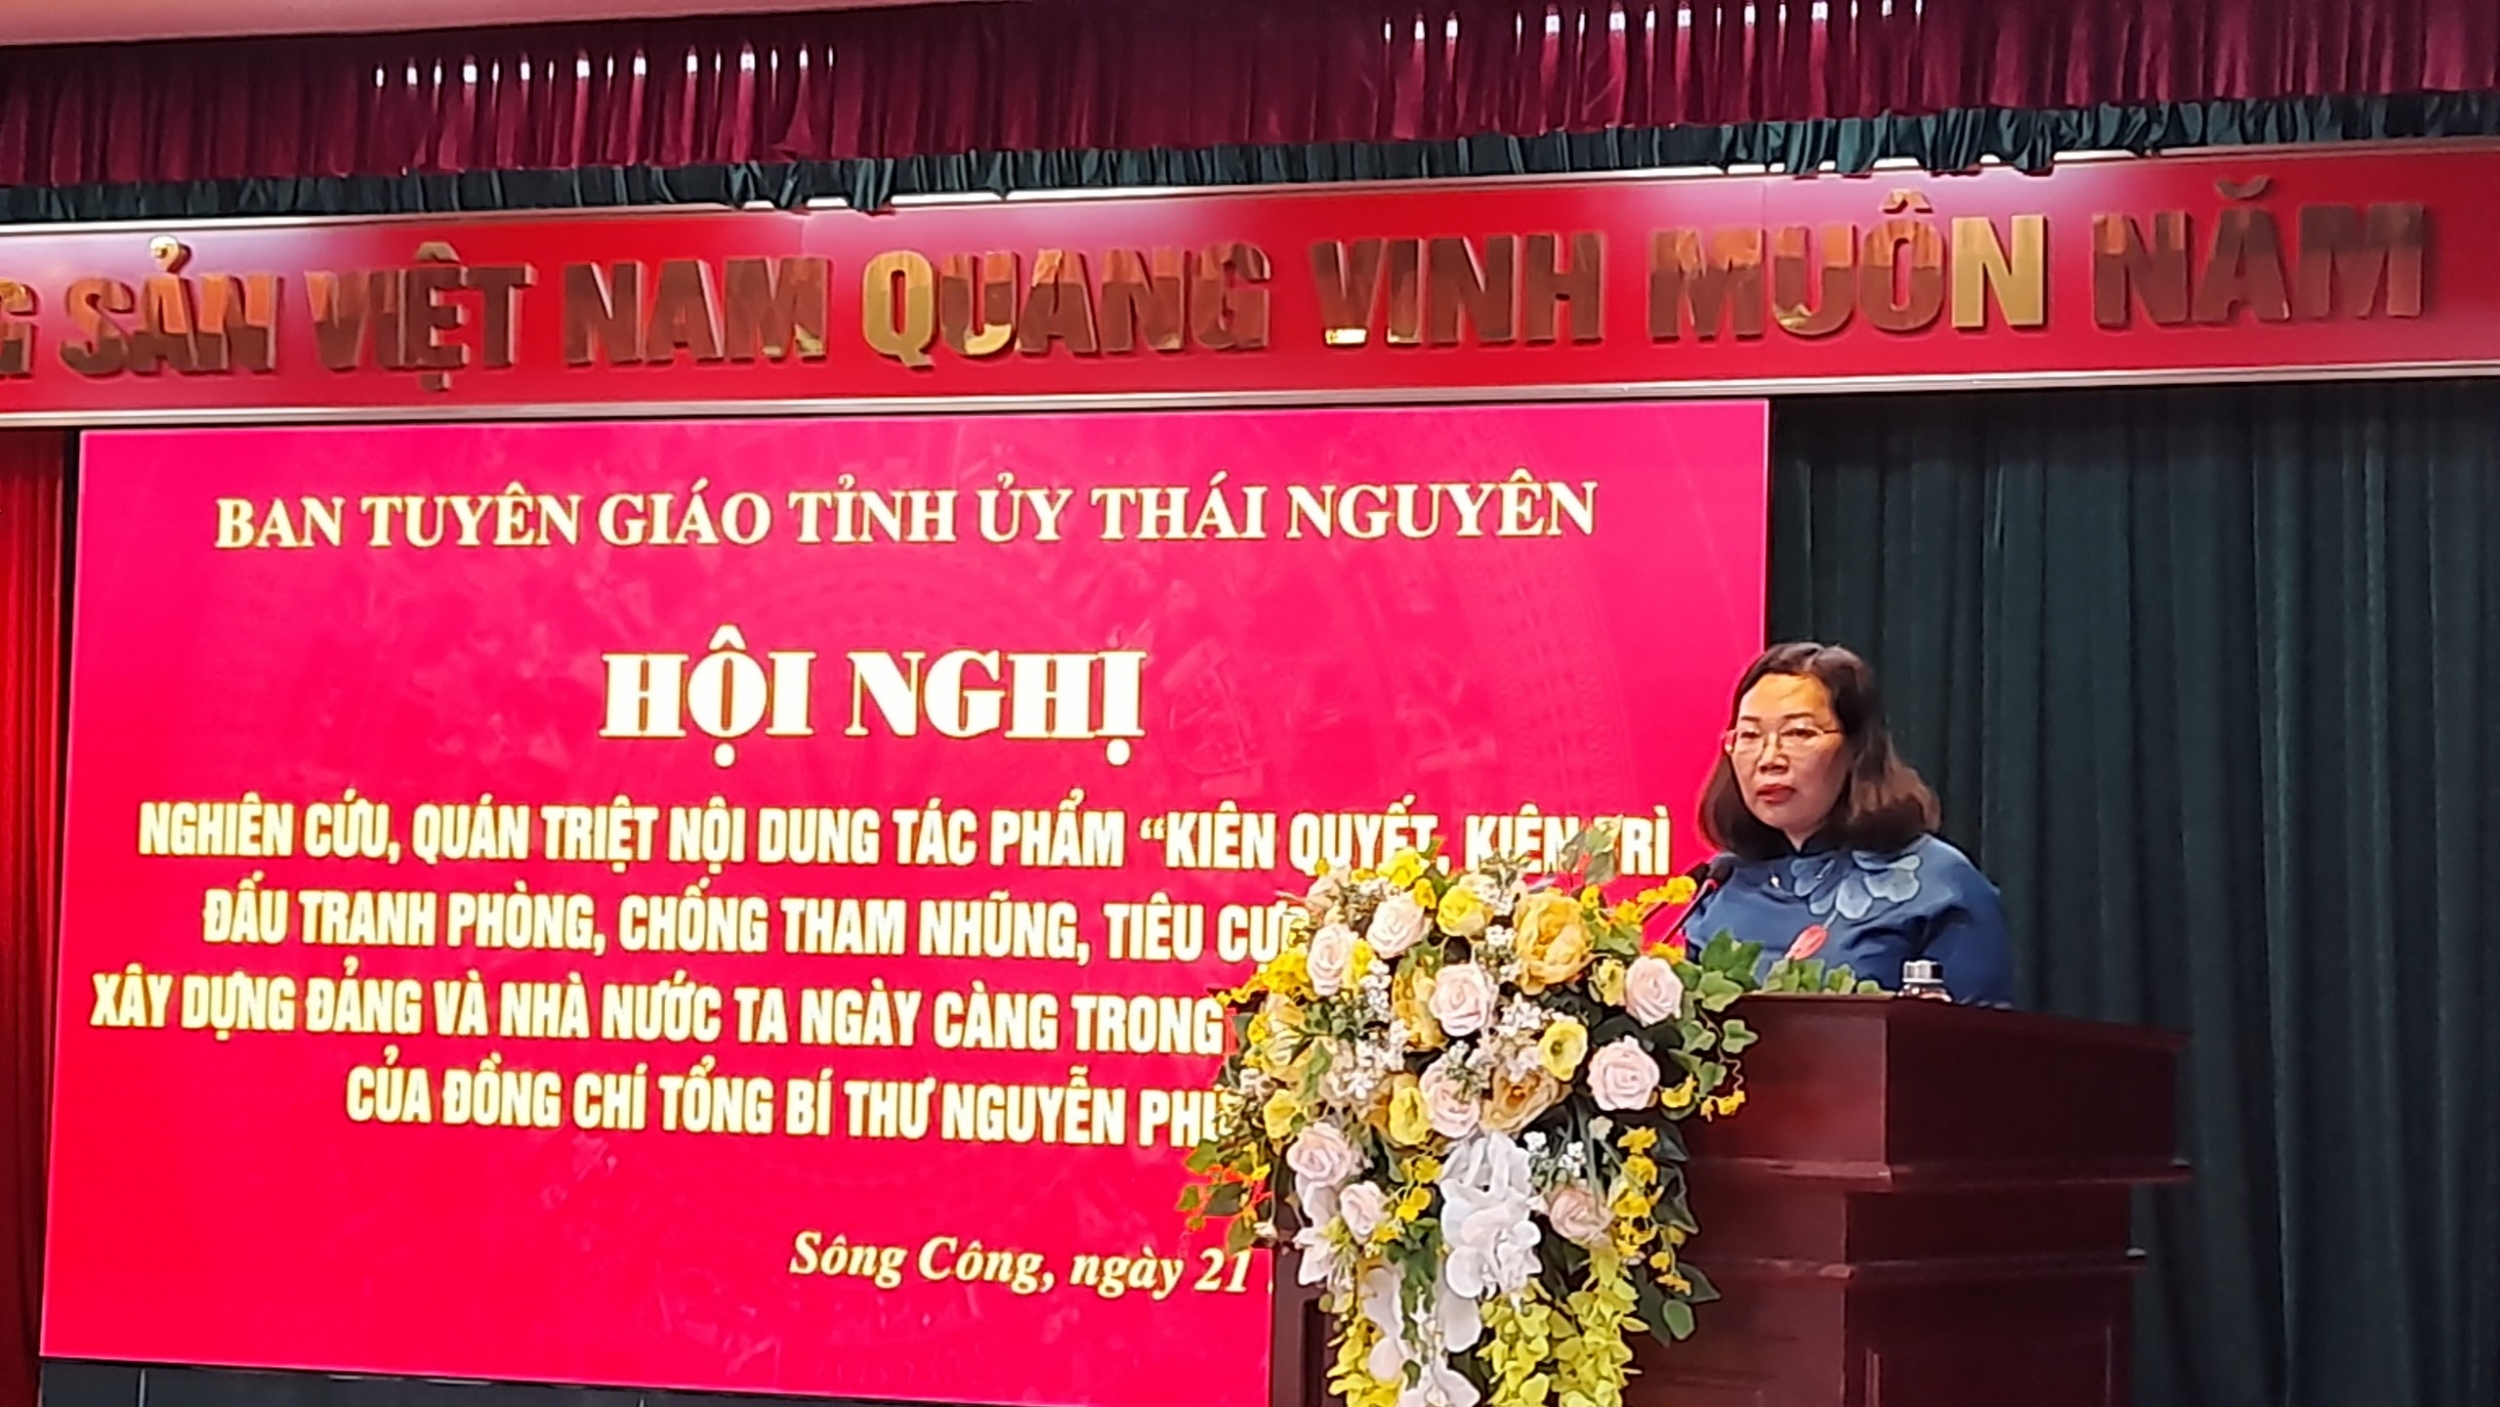 SẢN VIỆT NAM QUANG VINH MUÔN NĂM
BAN TUYÊN GIÁO TỈNH ỦY THÁI NGUYÊN
HỘI NGHỊ
NGHIÊN CỨU, QUÁN TRIỆT NỘI DUNG TÁC PHẨM “KIÊN QUYẾT, KIÊN TRÌ
ĐẤU TRANH PHÒNG, CHỐNG THAM NHŨNG, TIÊU
XÂY DỰNG ĐẢNG VÀ NHÀ NƯỚC TA NGÀY CÀNG TRONG
CỦA ĐỒNG CHÍ TỔNG BÍ THƯ NGUYỄN
Sông Công, ngày 21